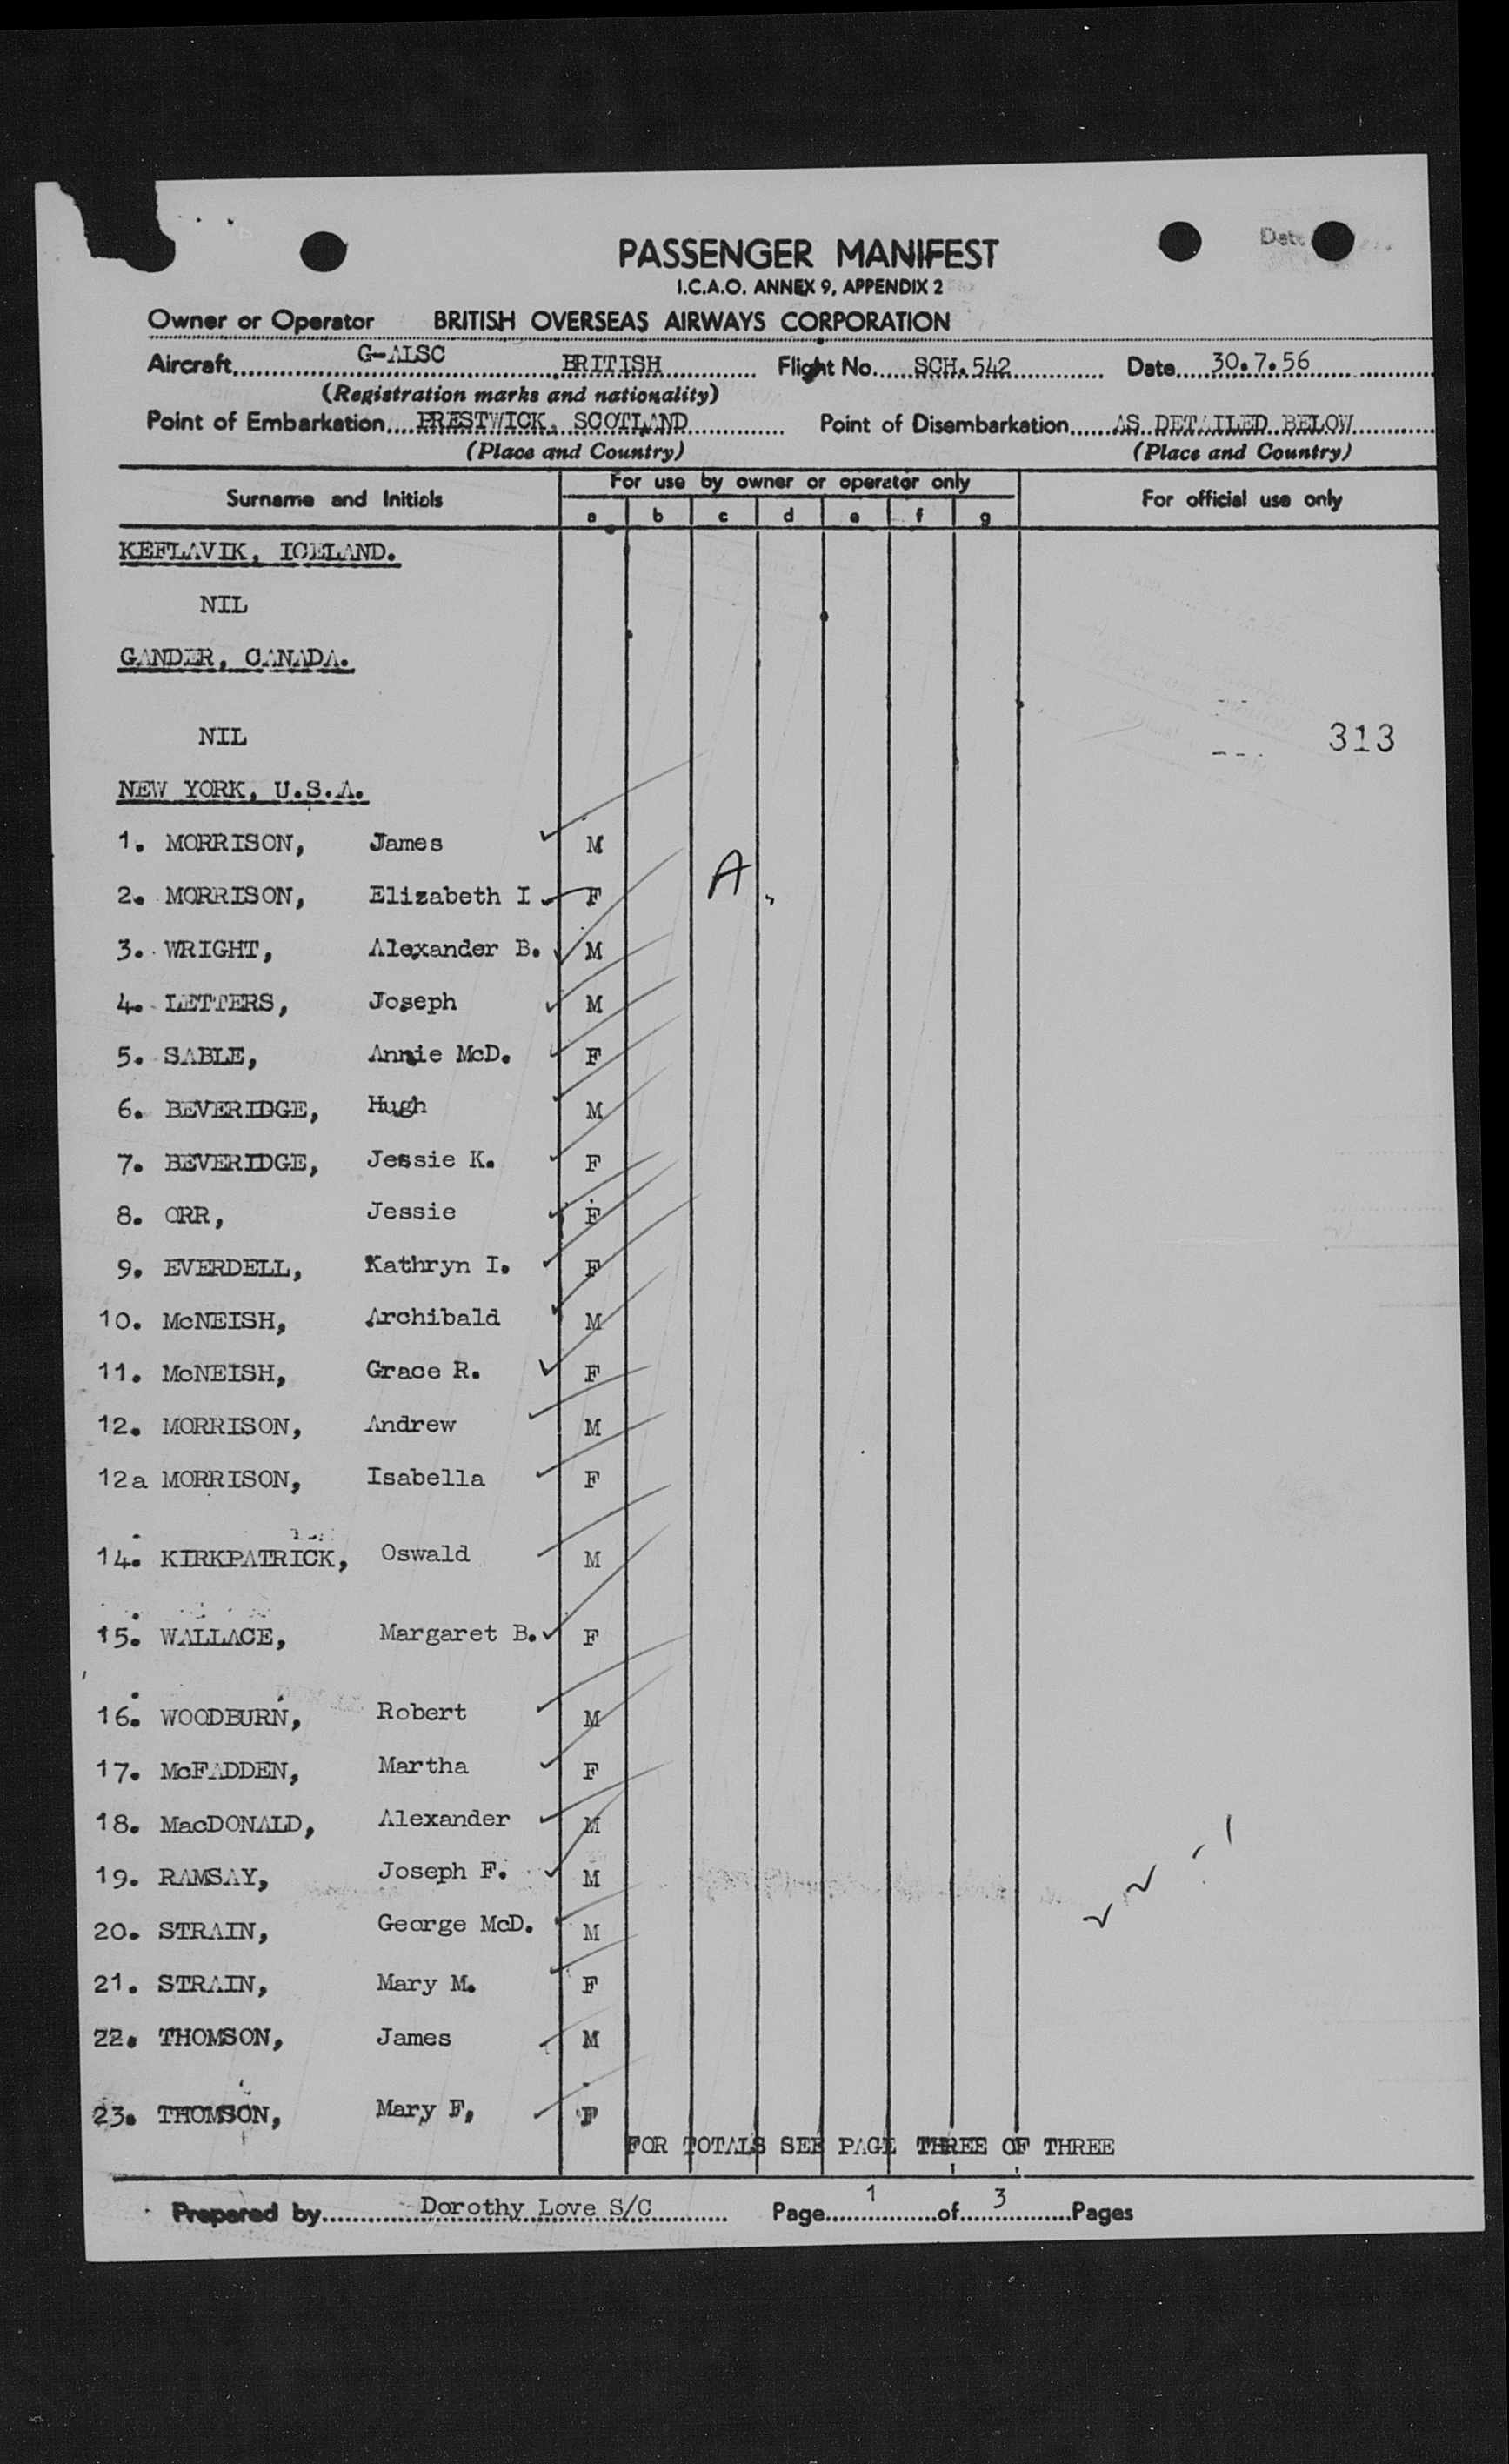 Date
PASSENGER MANIFEST
I.C.A.O. ANNEX 9, APPENDIX 2
Owner or Operator BRITISH OVERSEAS AIRWAYS CORPORATION
Aircraft G-ALSC BRITISH Flight No. SCH.542 Date 30.7.56
(Registration marks and nationality)
Point of Embarkation PRESTWICK, SCOTLAND Point of Disembarkation AS DETAILED BELOW
(Place and Country) (Place and Country)
Surname and Initials For use by owner or operator only For official use only
a b c d e f g
KEFLAVIK, ICELAND.
NIL
GANDER, CANADA.
NIL 313
NEW YORK, U.S.A.
1. MORRISON, James M
A
2. MORRISON, Elizabeth I F
3. WRIGHT, Alexander B. M
4. LETTERS, Joseph M
5. SABLE, Annie McD. F
6. BEVERIDGE, Hugh M
7. BEVERIDGE, Jessie K. F
8. ORR, Jessie F
9. EVERDELL, Kathryn I. F
10. McNEISH, Archibald M
11. McNEISH, Grace R. F
12. MORRISON, Andrew M
12a MORRISON, Isabella F
14. KIRKPATRICK, Oswald M
15. WALLACE, Margaret B. F
16. WOODBURN, Robert M
17. McFADDEN, Martha F
18. MacDONALD, Alexander M
19. RAMSAY, Joseph F. M
20. STRAIN, George McD. M
21. STRAIN, Mary M. F
22. THOMSON, James M
23. THOMSON, Mary F, F
FOR TOTALS SEE PAGE THREE OF THREE
Prepared by Dorothy Love S/C Page 1 of 3 Pages